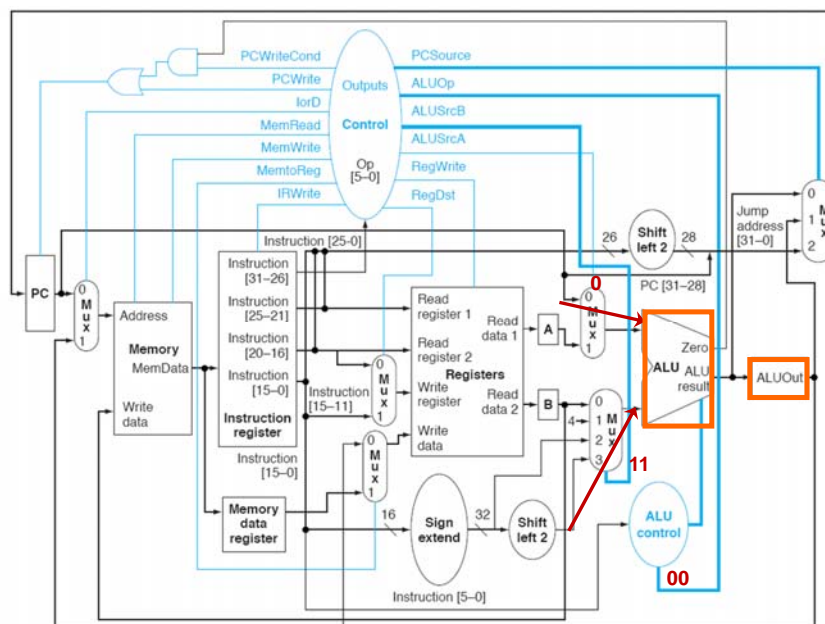 PCWriteCond
PCWrite
IorD
MemRead
MemWrite
MemtoReg
IRWrite
Outputs
Control
Op
[5–0]
PCSource
ALUOp
ALUSrcB
ALUSrcA
RegWrite
RegDst
Instruction [25-0]
26
Shift
left 2
28
Jump
address
[31–0]
0
1
2
M
u
x
PC [31–28]
PC
0
M
u
x
1
Address
Memory
MemData
Write
data
Instruction
[31–26]
Instruction
[25–21]
Instruction
[20–16]
Instruction
[15–0]
Instruction
register
Instruction
[15–0]
Memory
data
register
Instruction
[15–11]
0
M
u
x
1
0
M
u
x
1
Read
register 1
Read
register 2
Write
register
Write
data
Registers
Read
data 1
Read
data 2
A
B
0
0
M
u
x
1
4
0
1
2
3
M
u
x
11
Zero
ALU
ALU
result
ALUOut
16
Sign
extend
32
Shift
left 2
ALU
control
00
Instruction [5–0]